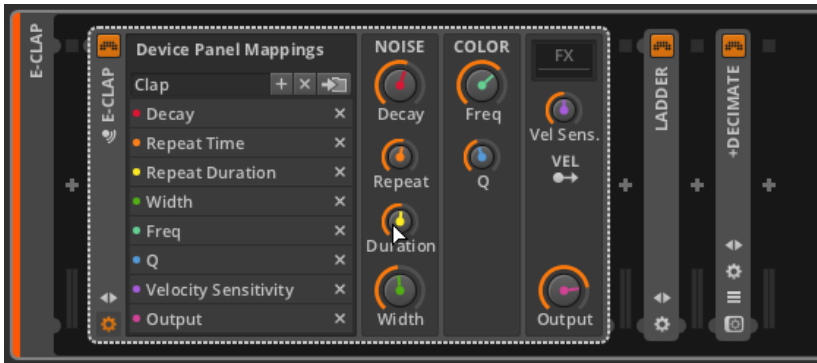 E-CLAP
E-CLAP
Device Panel Mappings
Clap
Decay
Repeat Time
Repeat Duration
Width
Freq
Q
Velocity Sensitivity
Output
NOISE
Decay
Repeat
Duration
Width
COLOR
Freq
Q
FX
Vel Sens.
VEL
Output
LADDER
+DECIMATE